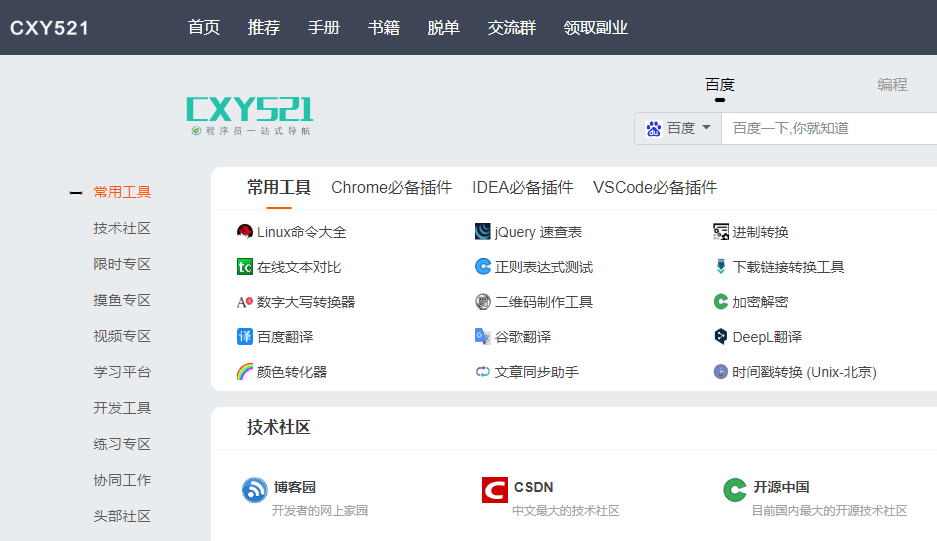 CXY521 首页 推荐 手册 书籍 脱单 交流群 领取副业
百度 编程
CXY521
程序员一站式导航
百度 百度一下,你就知道
常用工具
技术社区
限时专区
摸鱼专区
视频专区
学习平台
开发工具
练习专区
协同工作
头部社区
常用工具 Chrome必备插件 IDEA必备插件 VSCode必备插件
Linux命令大全 jQuery 速查表 进制转换
tc 在线文本对比 正则表达式测试 下载链接转换工具
数字大写转换器 二维码制作工具 加密解密
译 百度翻译 谷歌翻译 DeepL翻译
颜色转化器 文章同步助手 时间戳转换 (Unix-北京)
技术社区
博客园 CSDN 开源中国
开发者的网上家园 中文最大的技术社区 目前国内最大的开源技术社区